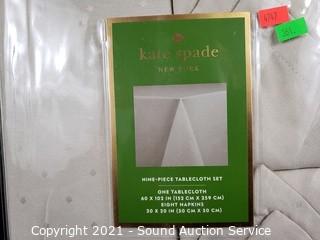 kate spade
NEW YORK
NINE-PIECE TABLECLOTH SET
ONE TABLECLOTH
60 X 102 IN (152 CM X 259 CM)
EIGHT NAPKINS
20 X 20 IN (50 CM X 50 CM)
Copyright 2021 - Sound Auction Service